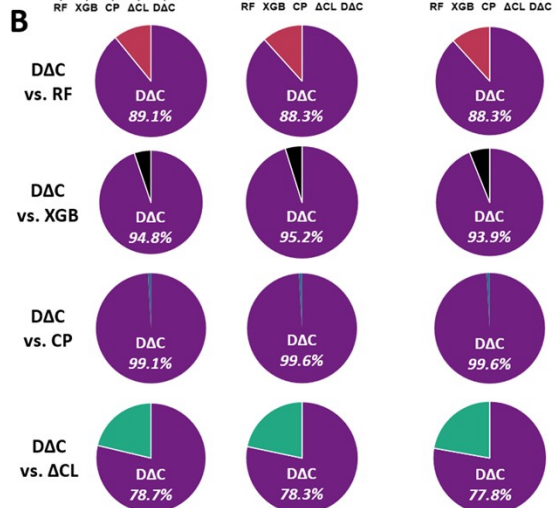 RF XGB CP ΔCL DΔC RF XGB CP ΔCL DΔC RF XGB CP ΔCL DΔC
B
DΔC
vs. RF
DΔC
89.1%
DΔC
88.3%
DΔC
88.3%
DΔC
vs. XGB
DΔC
94.8%
DΔC
95.2%
DΔC
93.9%
DΔC
vs. CP
DΔC
99.1%
DΔC
99.6%
DΔC
99.6%
DΔC
vs. ΔCL
DΔC
78.7%
DΔC
78.3%
DΔC
77.8%